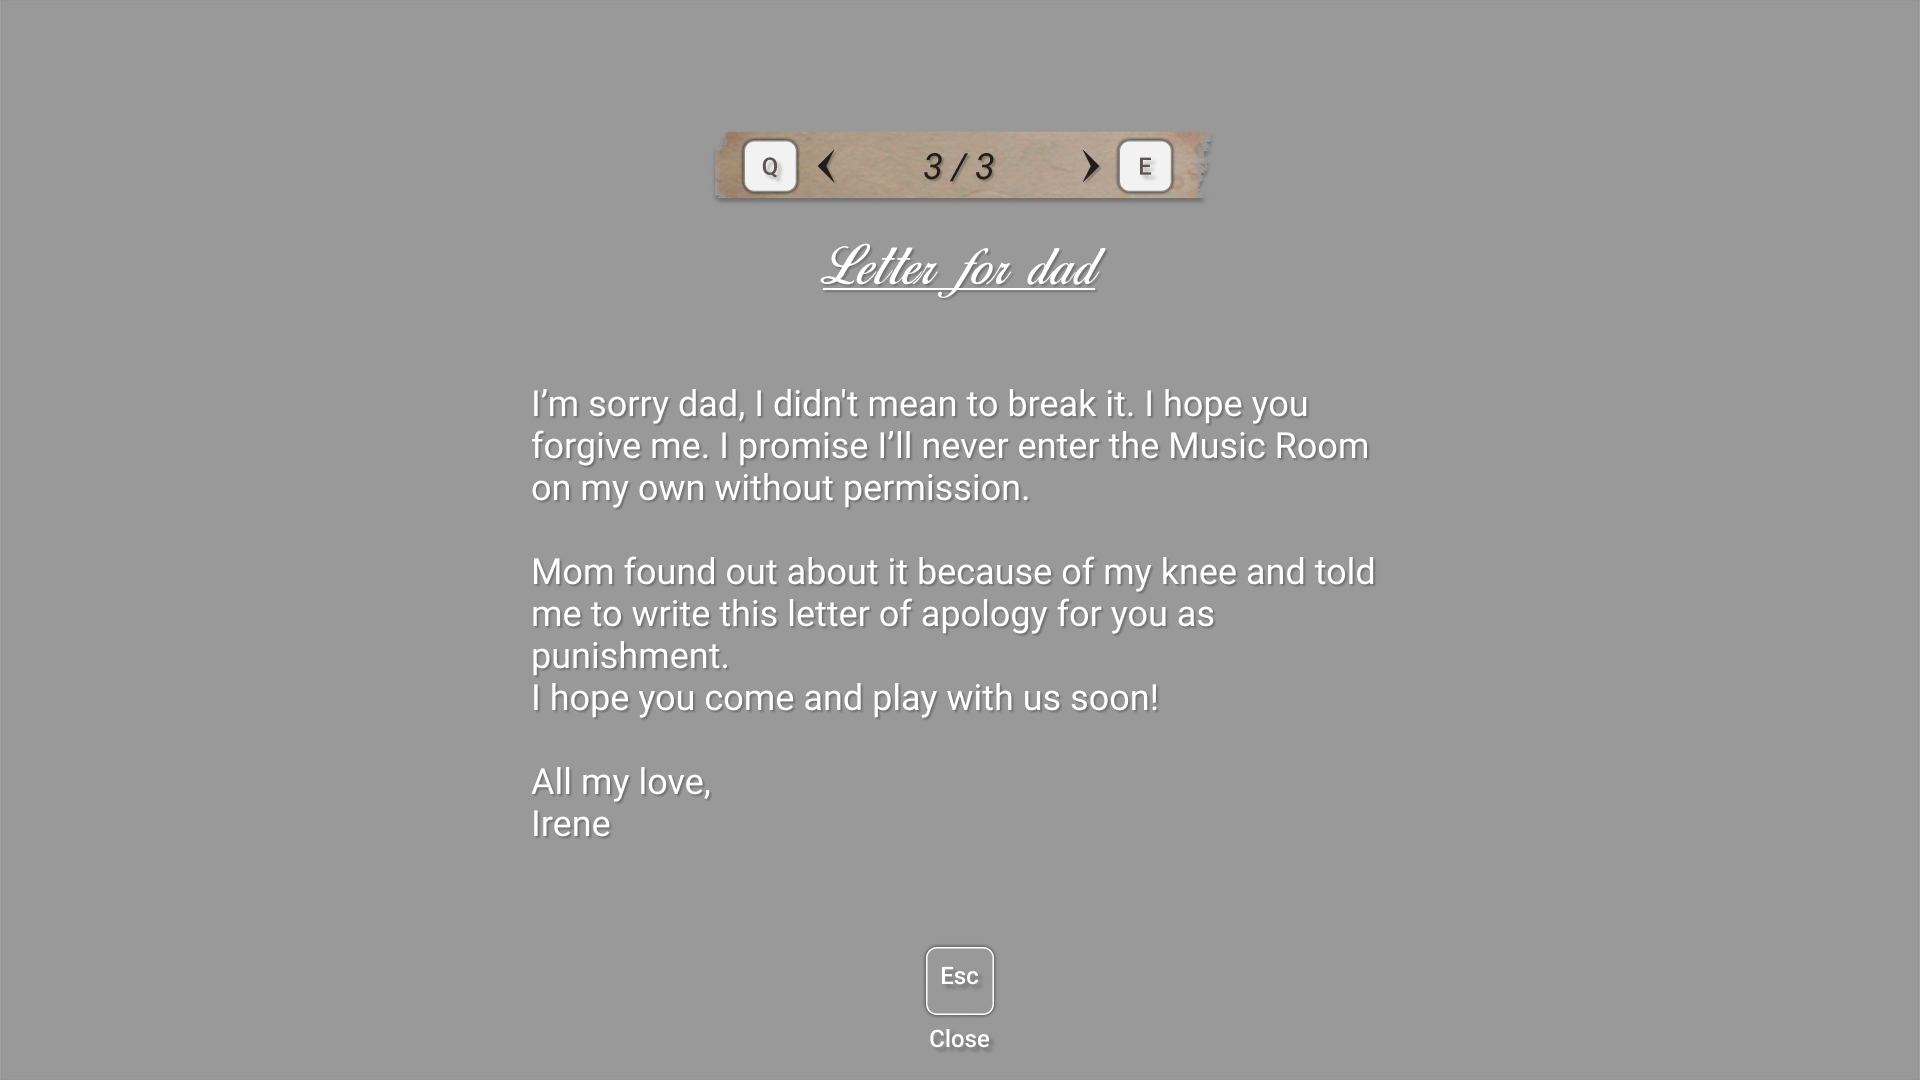 Q 3 / 3 E
Letter for dad
I’m sorry dad, I didn't mean to break it. I hope you
forgive me. I promise I’ll never enter the Music Room
on my own without permission.
Mom found out about it because of my knee and told
me to write this letter of apology for you as
punishment.
I hope you come and play with us soon!
All my love,
Irene
Esc
Close